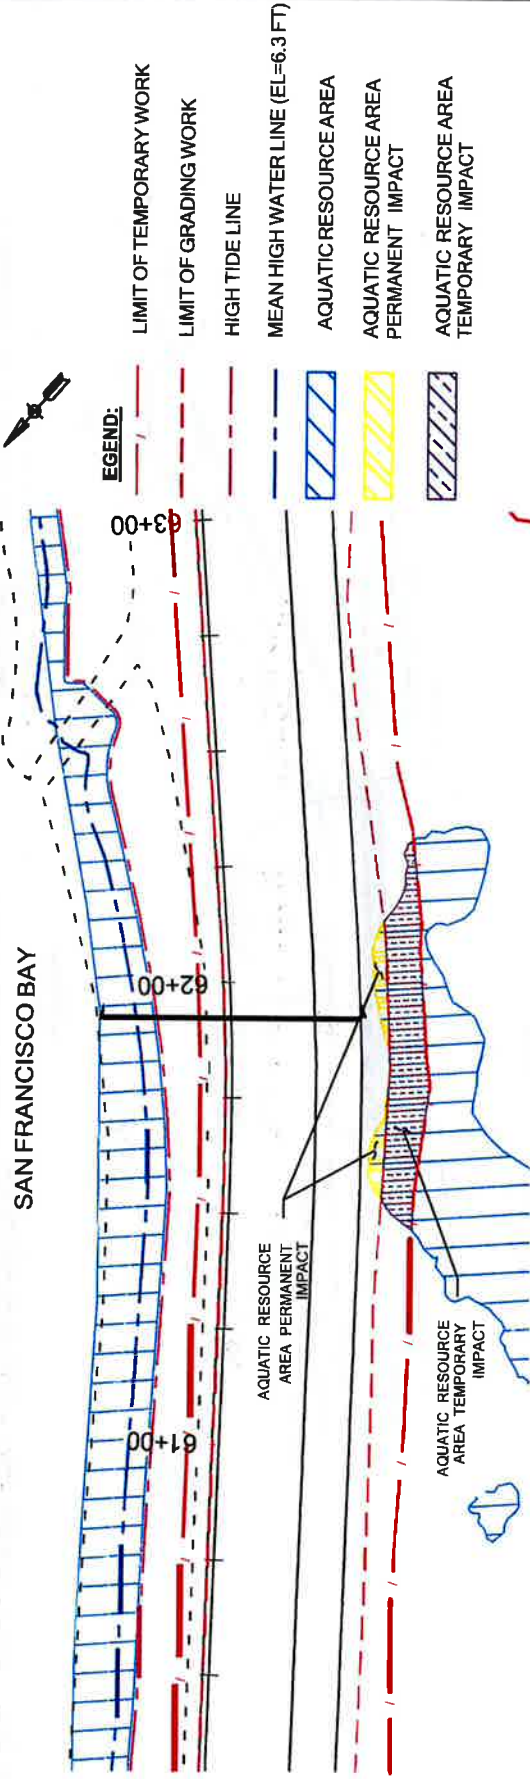 SAN FRANCISCO BAY
61+00
62+00
63+00
AQUATIC RESOURCE
AREA PERMANENT
IMPACT
AQUATIC RESOURCE
AREA TEMPORARY
IMPACT
EGEND:
LIMIT OF TEMPORARY WORK
LIMIT OF GRADING WORK
HIGH TIDE LINE
MEAN HIGH WATER LINE (EL=6.3 FT)
AQUATIC RESOURCE AREA
AQUATIC RESOURCE AREA
PERMANENT IMPACT
AQUATIC RESOURCE AREA
TEMPORARY IMPACT